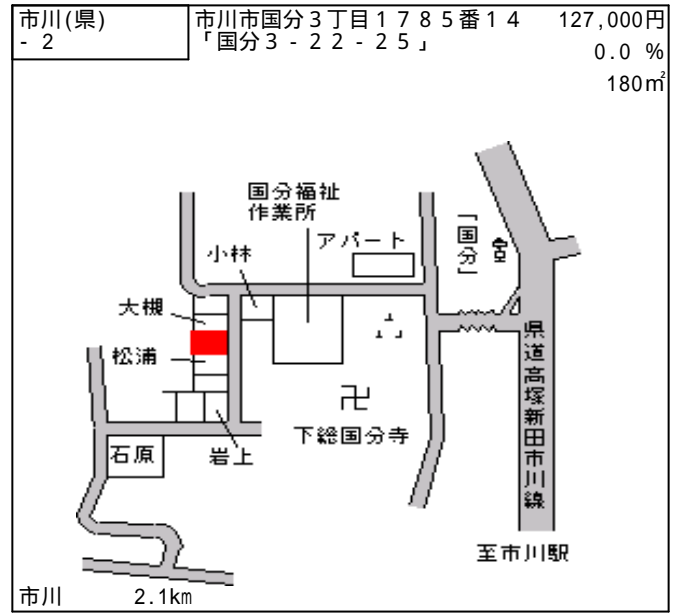 市川(県)
- 2
市川市国分3丁目1785番14
「国分3-22-25」
127,000円
0.0 %
180㎡
国分福祉
作業所
アパート
小林
「国分」
大槻
松浦
県道高塚新田市川線
下総国分寺
石原
岩上
至市川駅
市川 2.1km